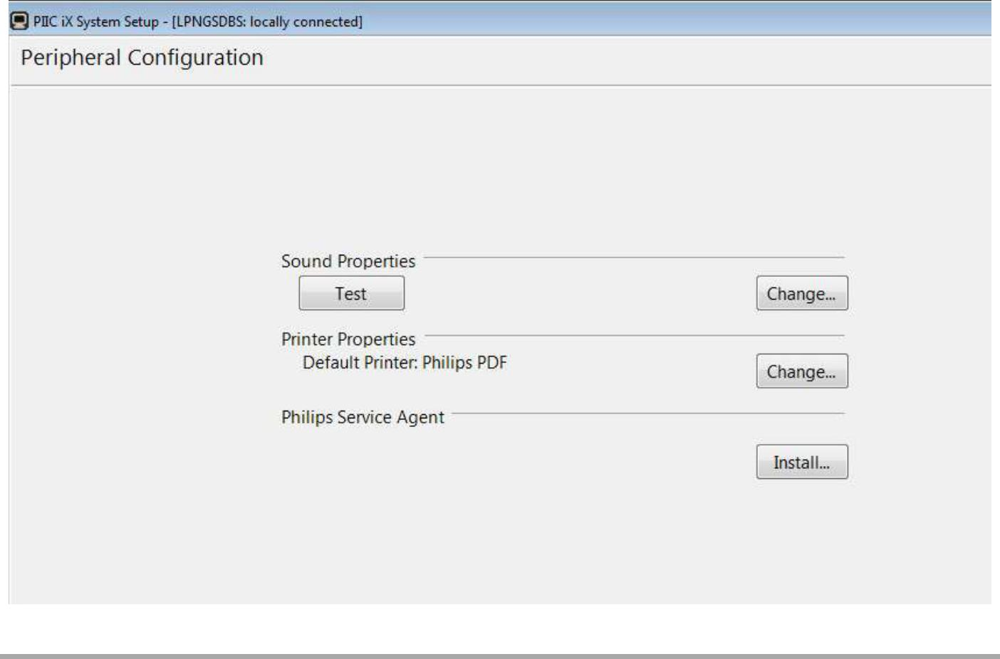 PIIC iX System Setup - [LPNGSDBS: locally connected]
Peripheral Configuration
Sound Properties
Test
Change...
Printer Properties
Default Printer: Philips PDF
Change...
Philips Service Agent
Install...